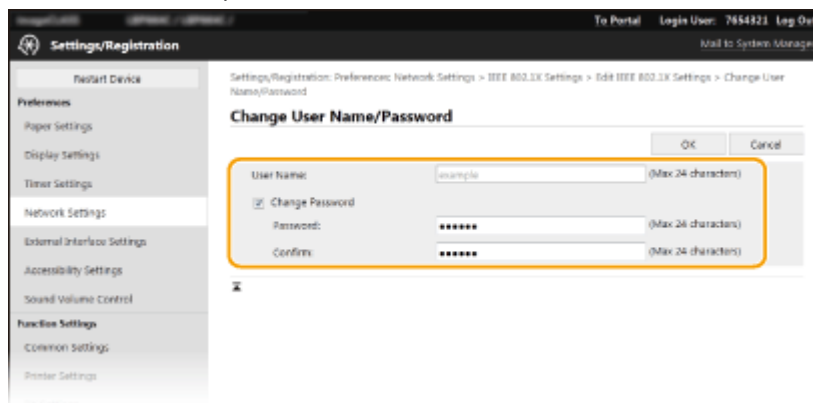 To Portal Login User: 7654321 Log Ou
Settings/Registration
Mail to System Manage
Restart Device
Settings/Registration: Preferences: Network Settings > IEEE 802.1X Settings > Edit IEEE 802.1X Settings > Change User
Name/Password
Preferences
Paper Settings
Display Settings
Timer Settings
Network Settings
External Interface Settings
Accessibility Settings
Sound Volume Control
Function Settings
Common Settings
Printer Settings
Change User Name/Password
OK Cancel
User Name: example (Max 24 characters)
Change Password
Password: •••••• (Max 24 characters)
Confirm: •••••• (Max 24 characters)